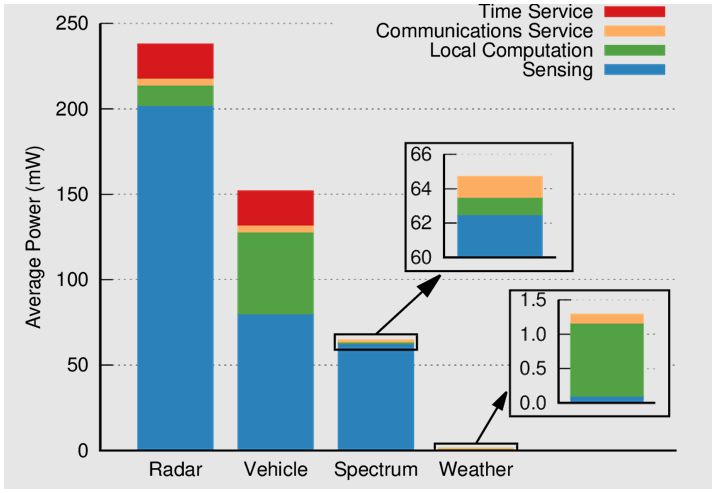 Time Service
Communications Service
Local Computation
Sensing
Average Power (mW)
250
200
150
100
50
0
66
64
62
60
1.5
1.0
0.5
0.0
Radar
Vehicle
Spectrum
Weather